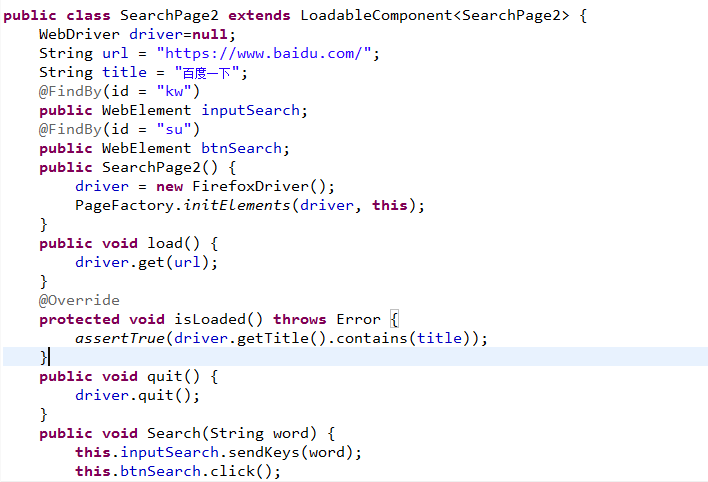 public class SearchPage2 extends LoadableComponent<SearchPage2> {
WebDriver driver=null;
String url = "https://www.baidu.com/";
String title = "百度一下";
@FindBy(id = "kw")
public WebElement inputSearch;
@FindBy(id = "su")
public WebElement btnSearch;
public SearchPage2() {
driver = new FirefoxDriver();
PageFactory.initElements(driver, this);
}
public void load() {
driver.get(url);
}
@Override
protected void isLoaded() throws Error {
assertTrue(driver.getTitle().contains(title));
}
public void quit() {
driver.quit();
}
public void Search(String word) {
this.inputSearch.sendKeys(word);
this.btnSearch.click();